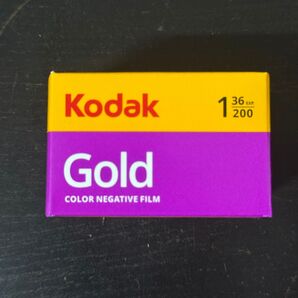 Kodak
1 36 EXP
200
Gold
COLOR NEGATIVE FILM